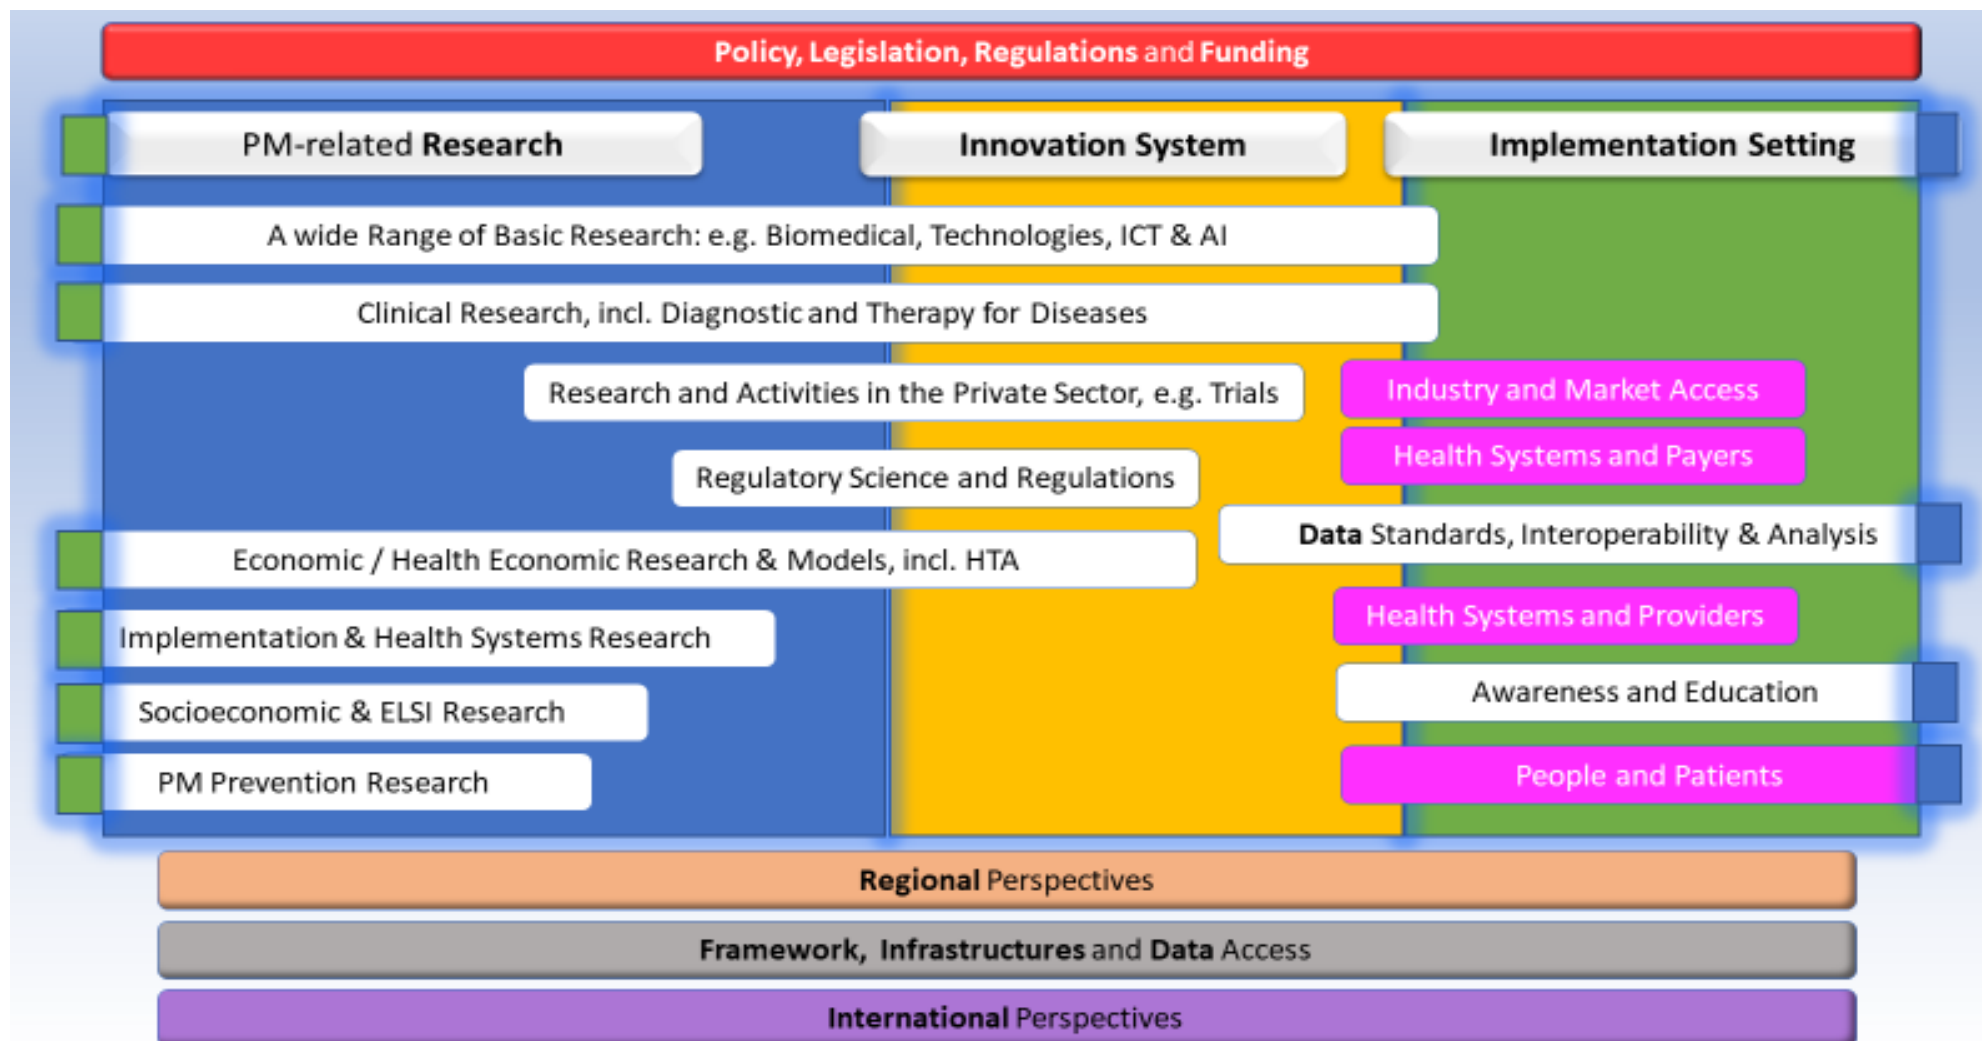 Policy, Legislation, Regulations and Funding
PM-related Research
Innovation System
Implementation Setting
A wide Range of Basic Research: e.g. Biomedical, Technologies, ICT & AI
Clinical Research, incl. Diagnostic and Therapy for Diseases
Research and Activities in the Private Sector, e.g. Trials
Industry and Market Access
Health Systems and Payers
Regulatory Science and Regulations
Data Standards, Interoperability & Analysis
Economic / Health Economic Research & Models, incl. HTA
Health Systems and Providers
Implementation & Health Systems Research
Awareness and Education
Socioeconomic & ELSI Research
People and Patients
PM Prevention Research
Regional Perspectives
Framework, Infrastructures and Data Access
International Perspectives